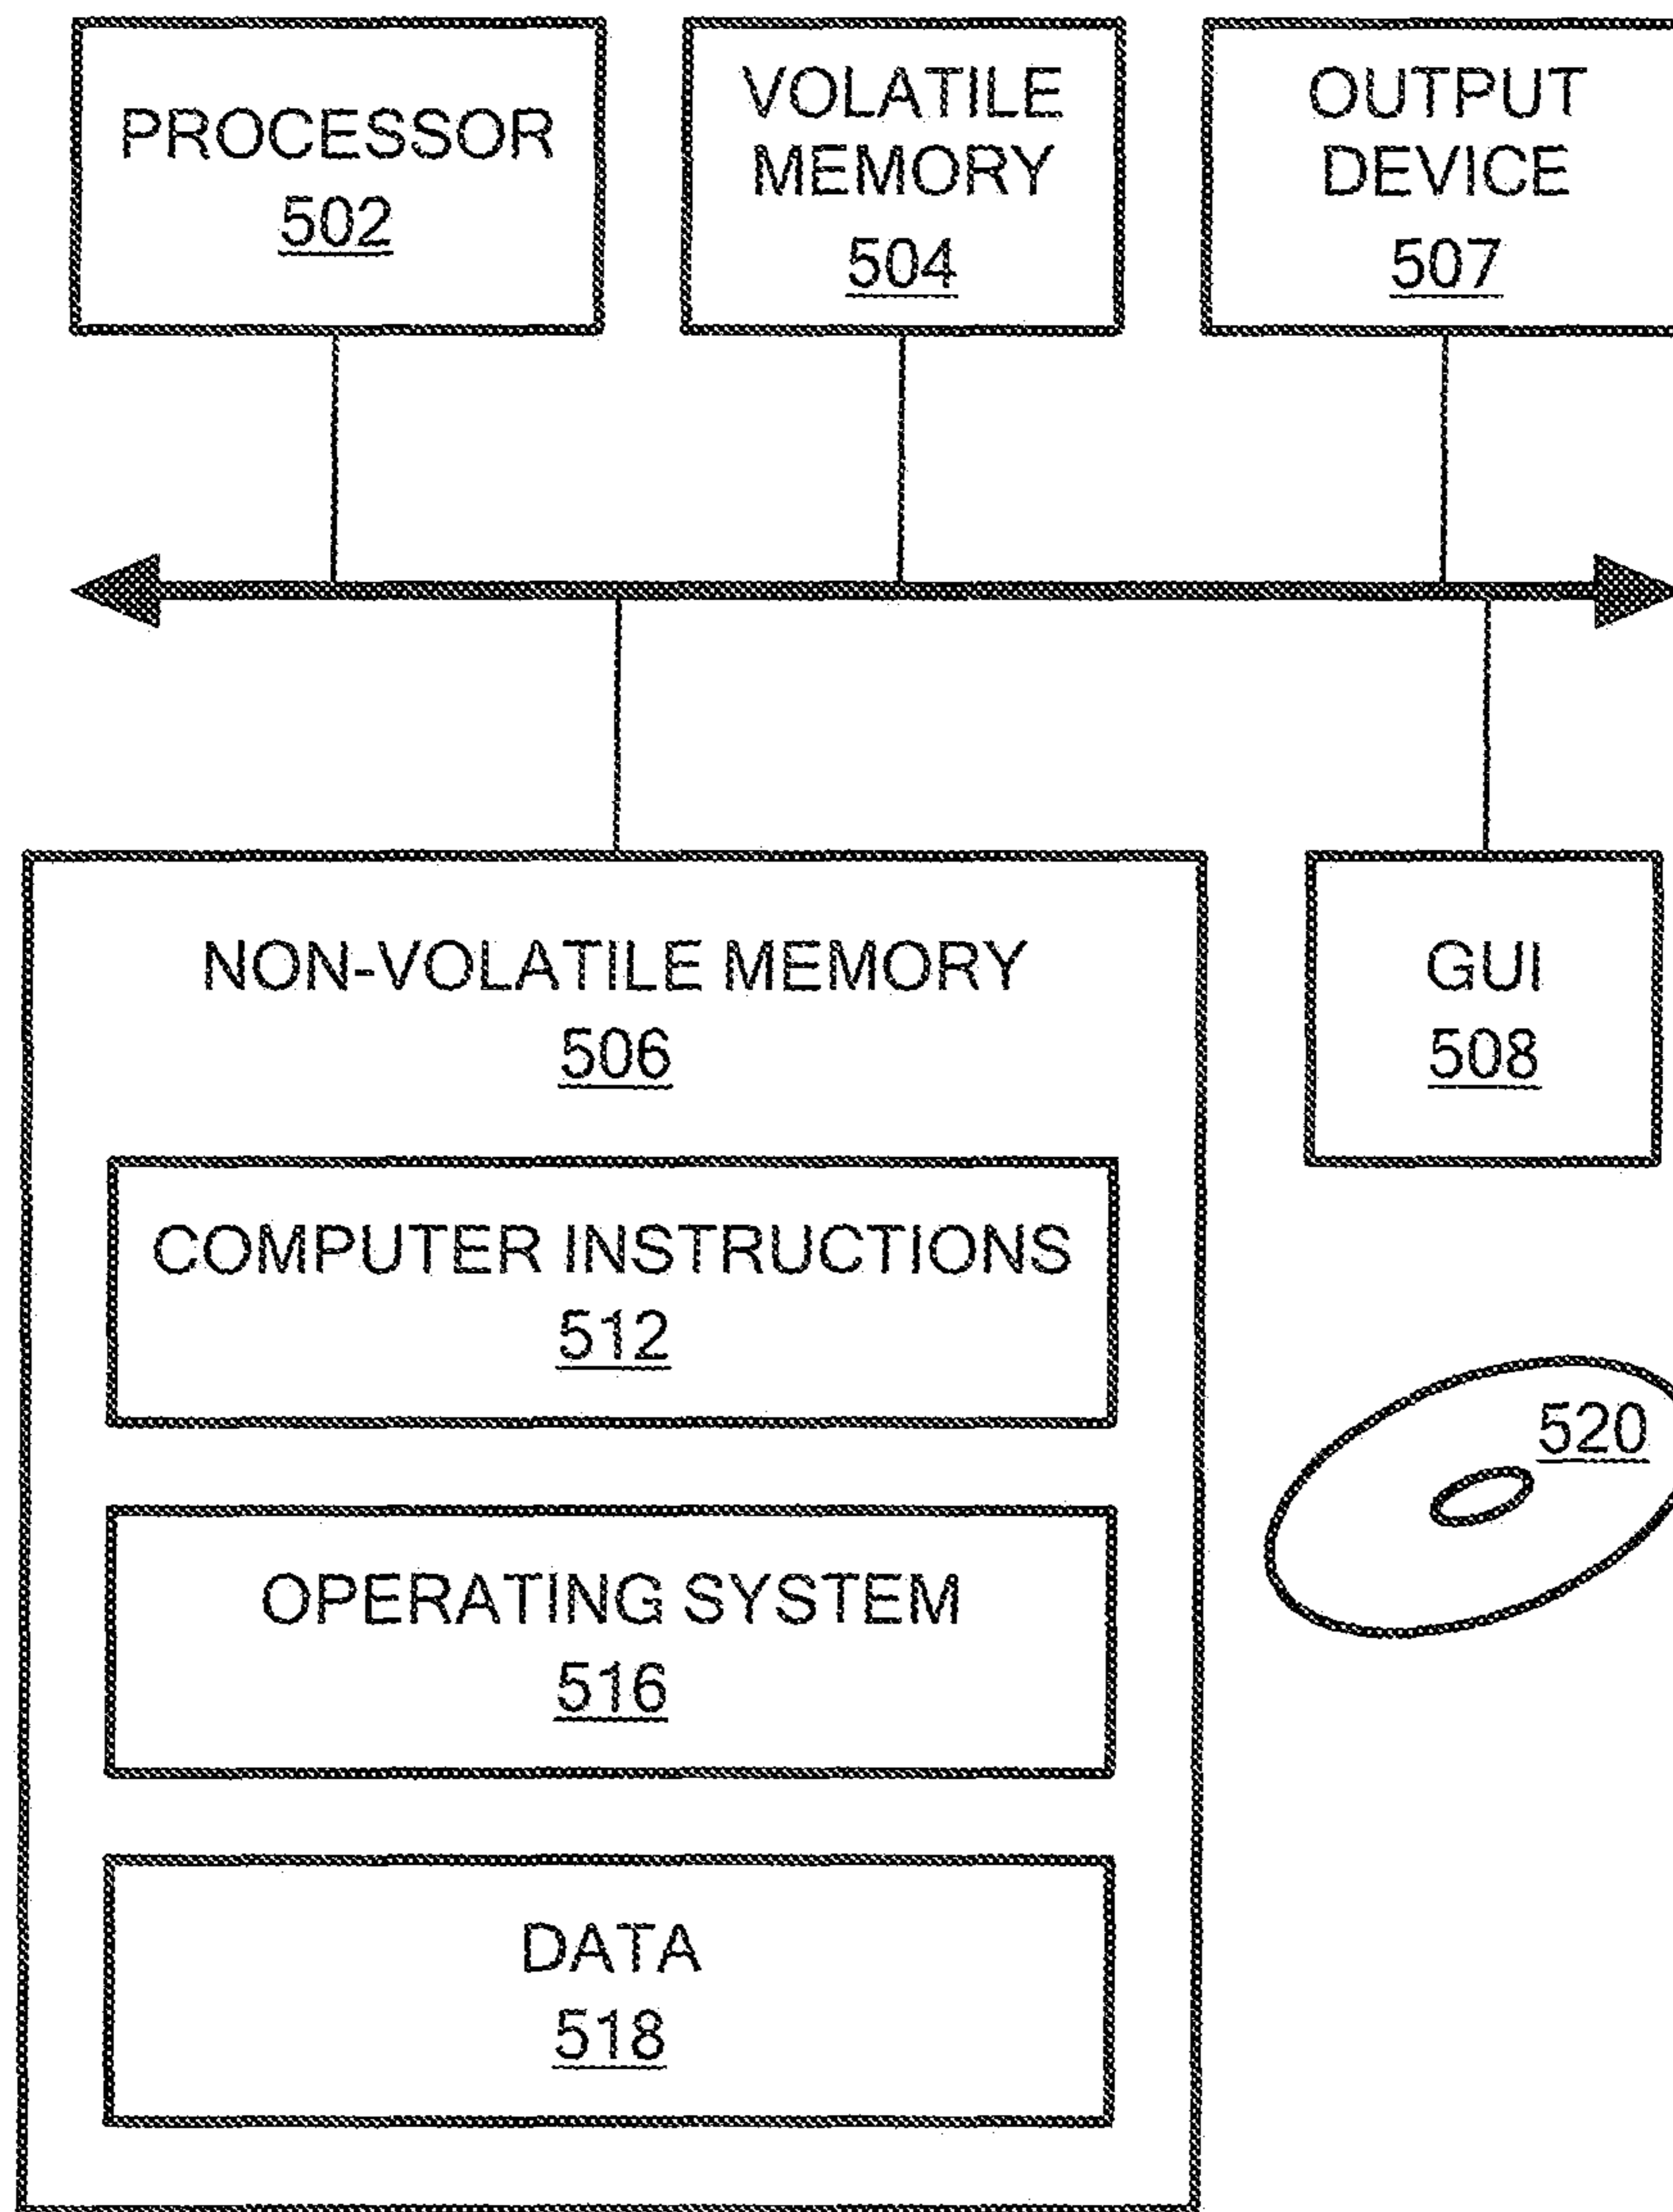 PROCESSOR
502
VOLATILE
MEMORY
504
OUTPUT
DEVICE
507
NON-VOLATILE MEMORY
506
GUI
508
COMPUTER INSTRUCTIONS
512
520
OPERATING SYSTEM
516
DATA
518